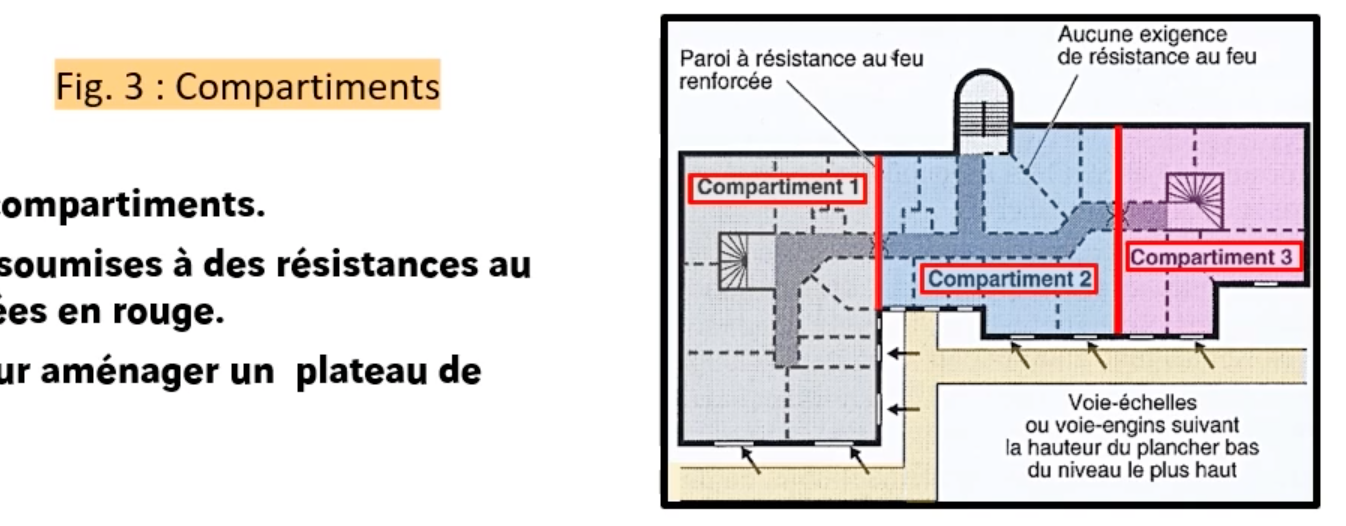 Fig. 3 : Compartiments
compartiments.
soumises à des résistances au
ées en rouge.
ur aménager un plateau de
Paroi à résistance au feu
renforcée
Aucune exigence
de résistance au feu
Compartiment 1
Compartiment 2
Compartiment 3
Voie-échelles
ou voie-engins suivant
la hauteur du plancher bas
du niveau le plus haut